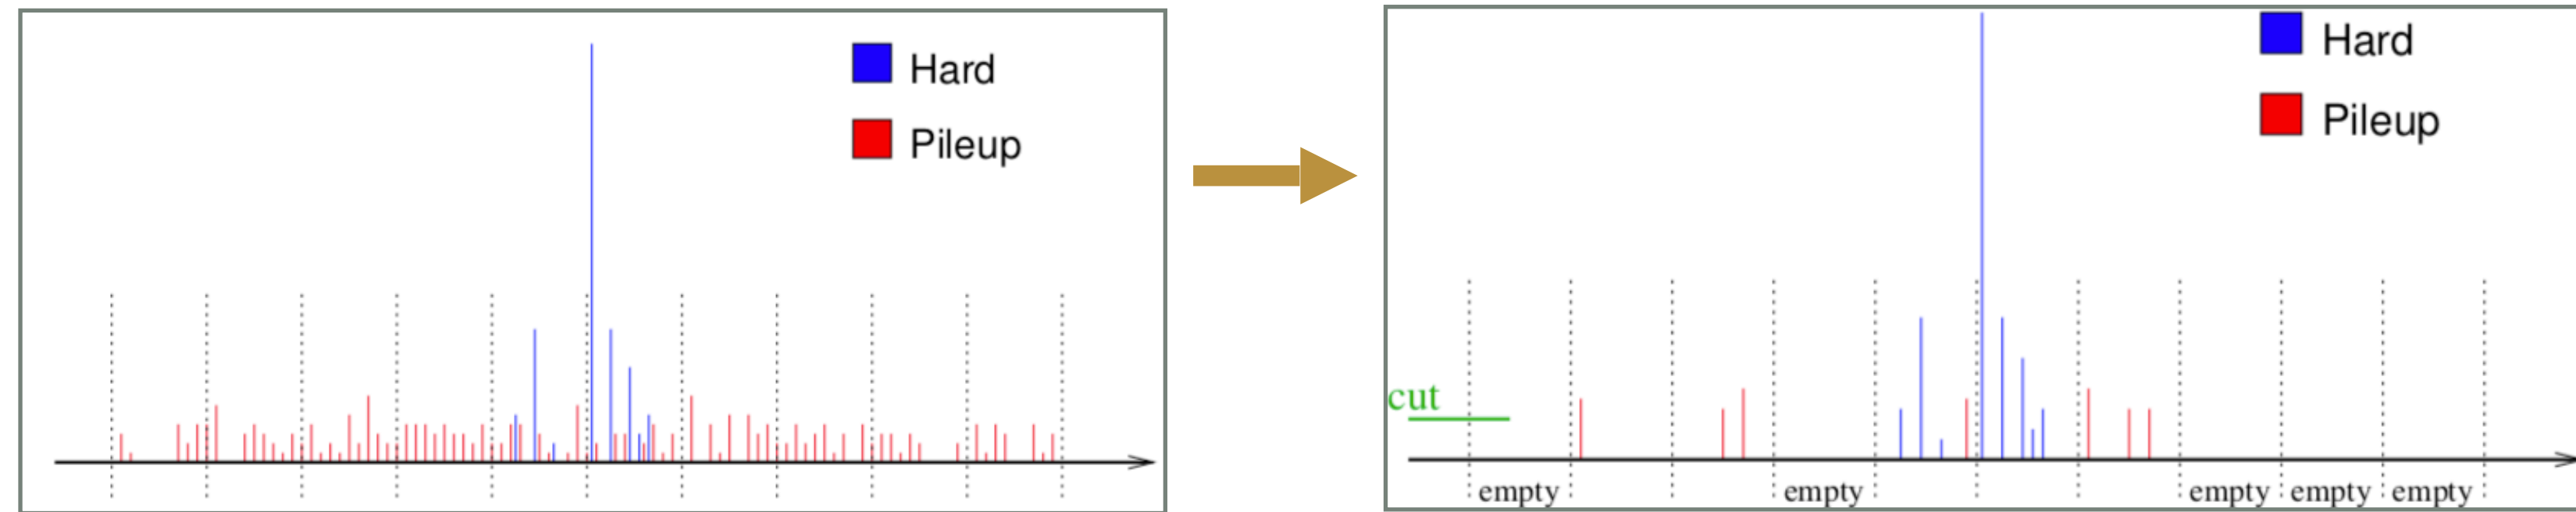 Hard
Pileup
Hard
Pileup
cut
empty empty empty empty empty